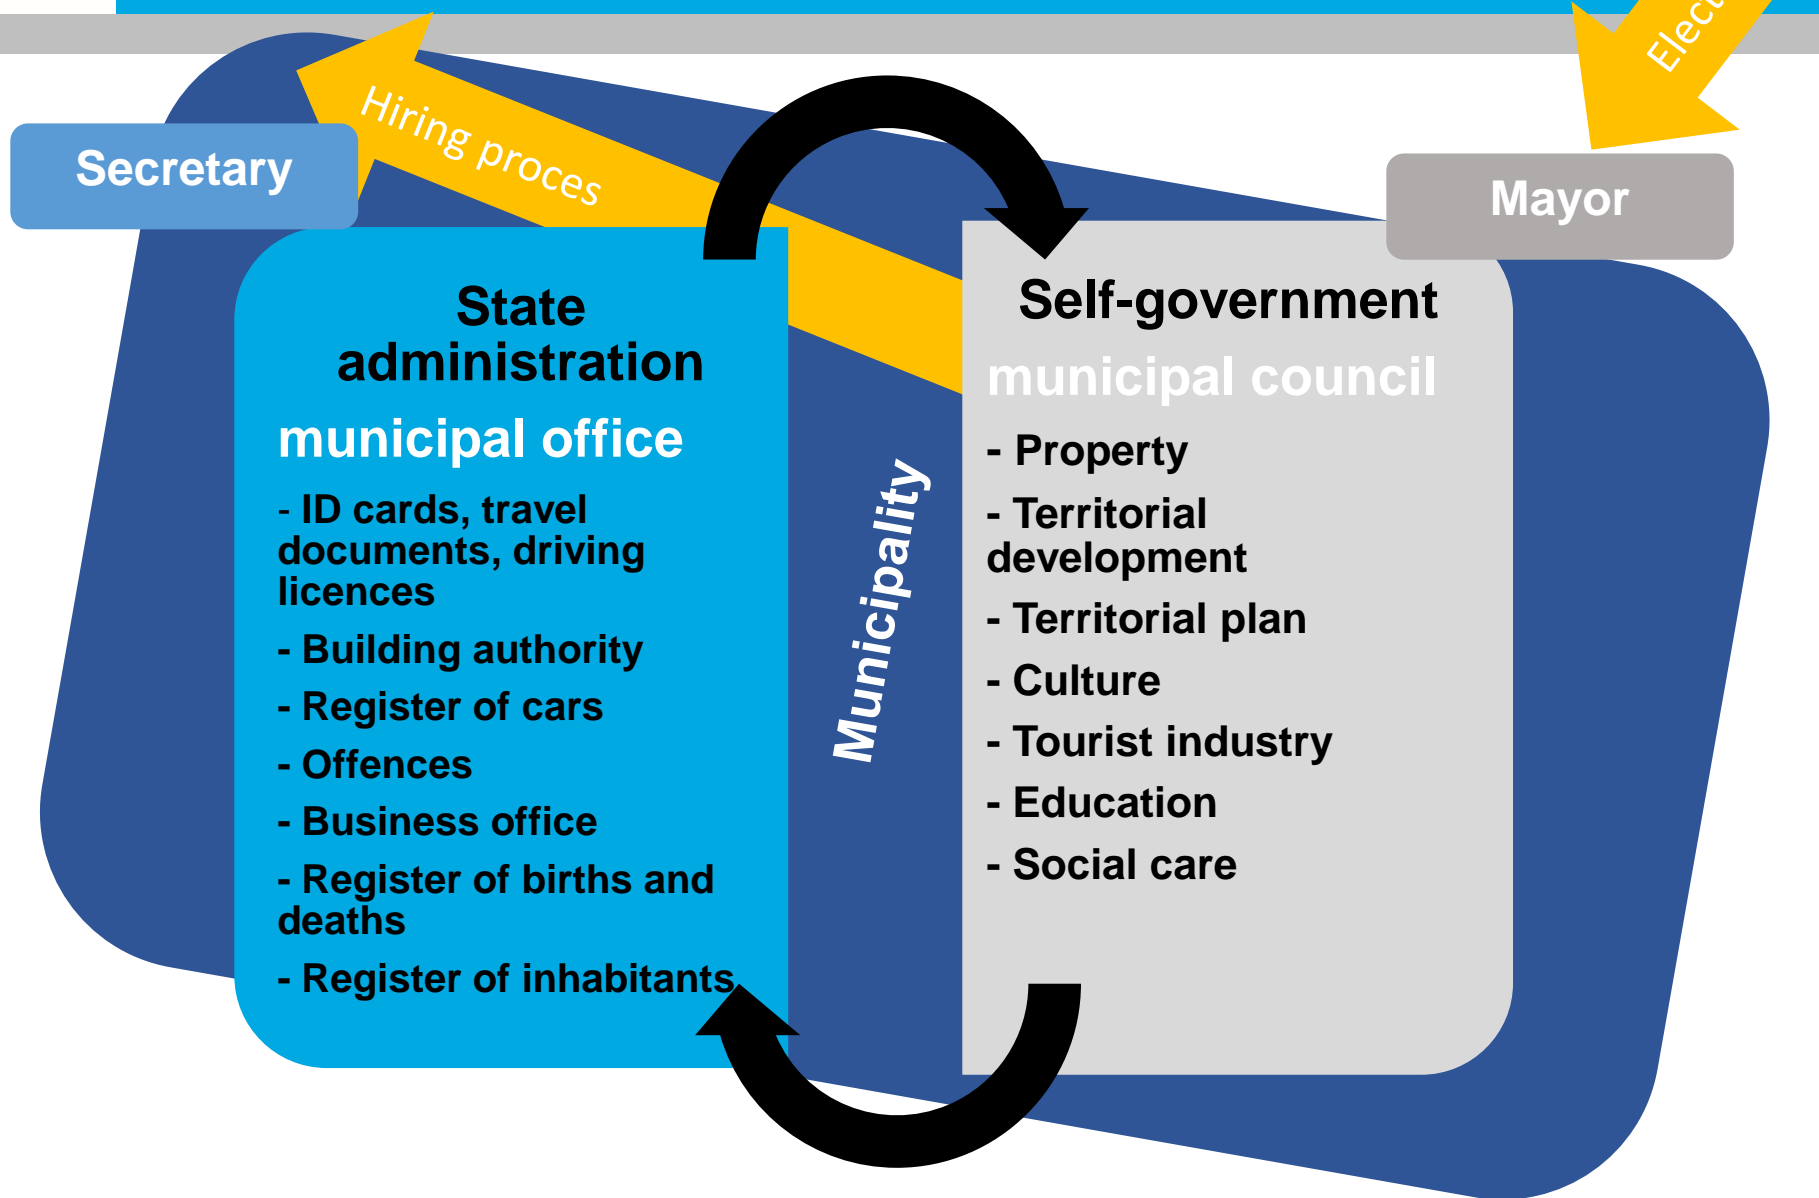 Hiring proces
Secretary
Mayor
State
administration
municipal office
- ID cards, travel
documents, driving
licences
- Building authority
- Register of cars
- Offences
- Business office
- Register of births and
deaths
- Register of inhabitants
Municipality
Self-government
municipal council
- Property
- Territorial
development
- Territorial plan
- Culture
- Tourist industry
- Education
- Social care